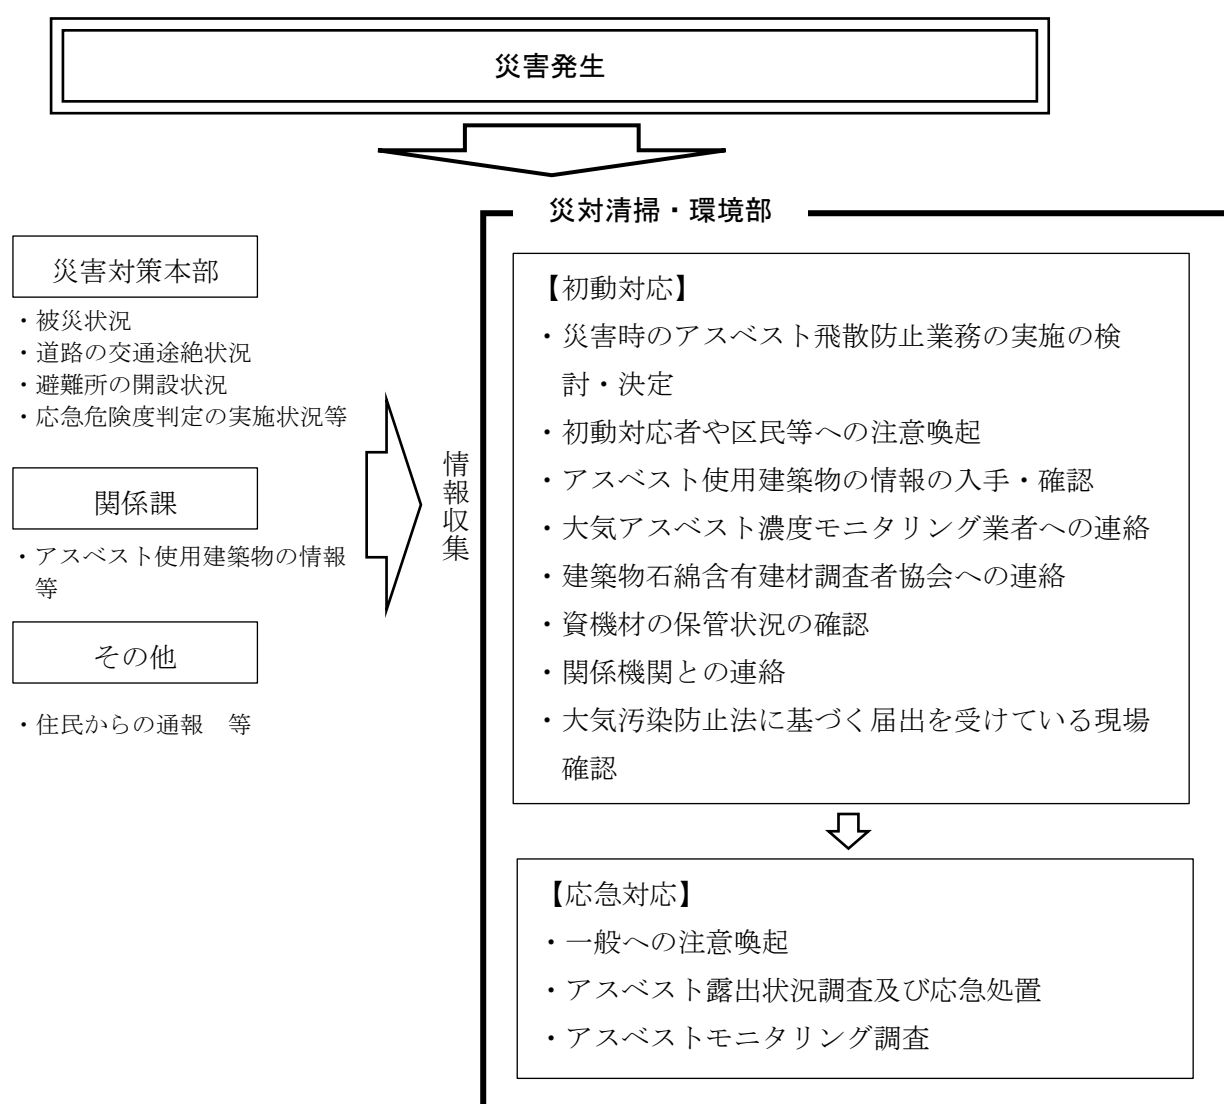 災害発生
災対清掃・環境部
災害対策本部
・被災状況
・道路の交通途絶状況
・避難所の開設状況
・応急危険度判定の実施状況等
関係課
・アスベスト使用建築物の情報
等
その他
・住民からの通報　等
情報収集
【初動対応】
・災害時のアスベスト飛散防止業務の実施の検
討・決定
・初動対応者や区民等への注意喚起
・アスベスト使用建築物の情報の入手・確認
・大気アスベスト濃度モニタリング業者への連絡
・建築物石綿含有建材調査者協会への連絡
・資機材の保管状況の確認
・関係機関との連絡
・大気汚染防止法に基づく届出を受けている現場
確認
【応急対応】
・一般への注意喚起
・アスベスト露出状況調査及び応急処置
・アスベストモニタリング調査